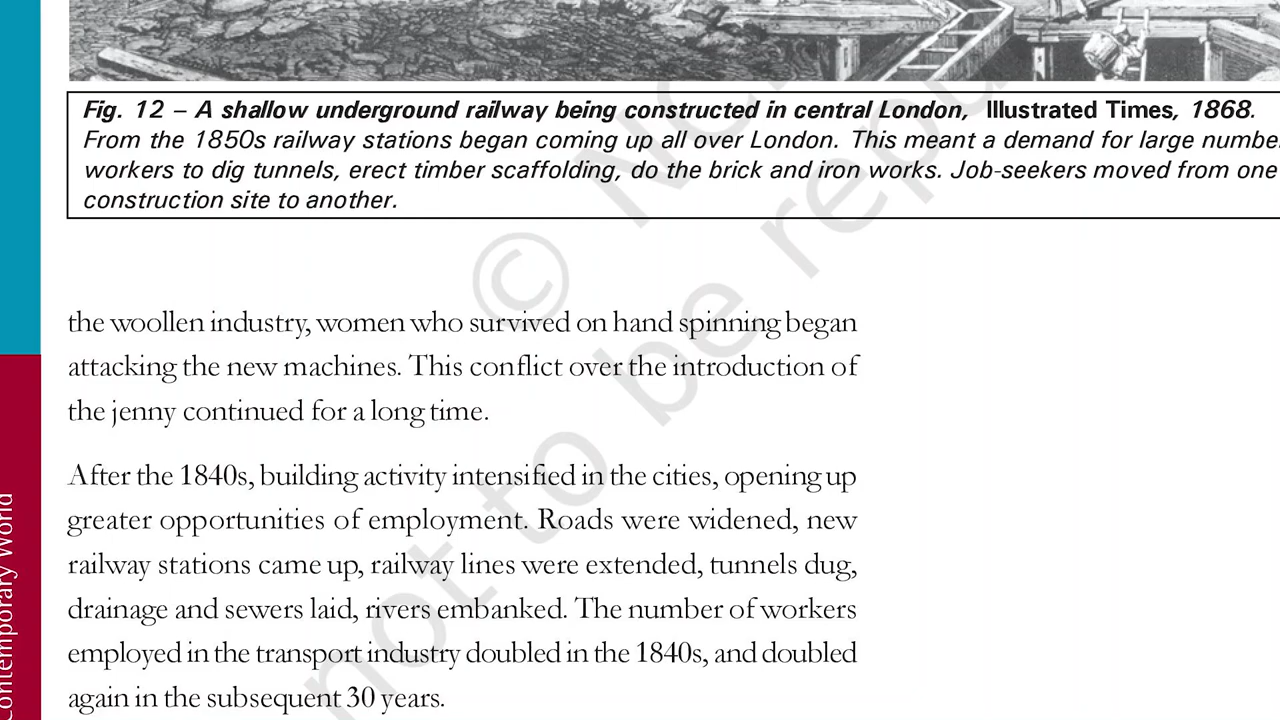 Fig. 12 – A shallow underground railway being constructed in central London, Illustrated Times, 1868.
From the 1850s railway stations began coming up all over London. This meant a demand for large
workers to dig tunnels, erect timber scaffolding, do the brick and iron works. Job-seekers moved from one
construction site to another.
© NC
not to be repu
the woollen industry, women who survived on hand spinning began
attacking the new machines. This conflict over the introduction of
the jenny continued for a long time.
After the 1840s, building activity intensified in the cities, opening up
greater opportunities of employment. Roads were widened, new
railway stations came up, railway lines were extended, tunnels dug,
drainage and sewers laid, rivers embanked. The number of workers
employed in the transport industry doubled in the 1840s, and doubled
again in the subsequent 30 years.
Contemporary World